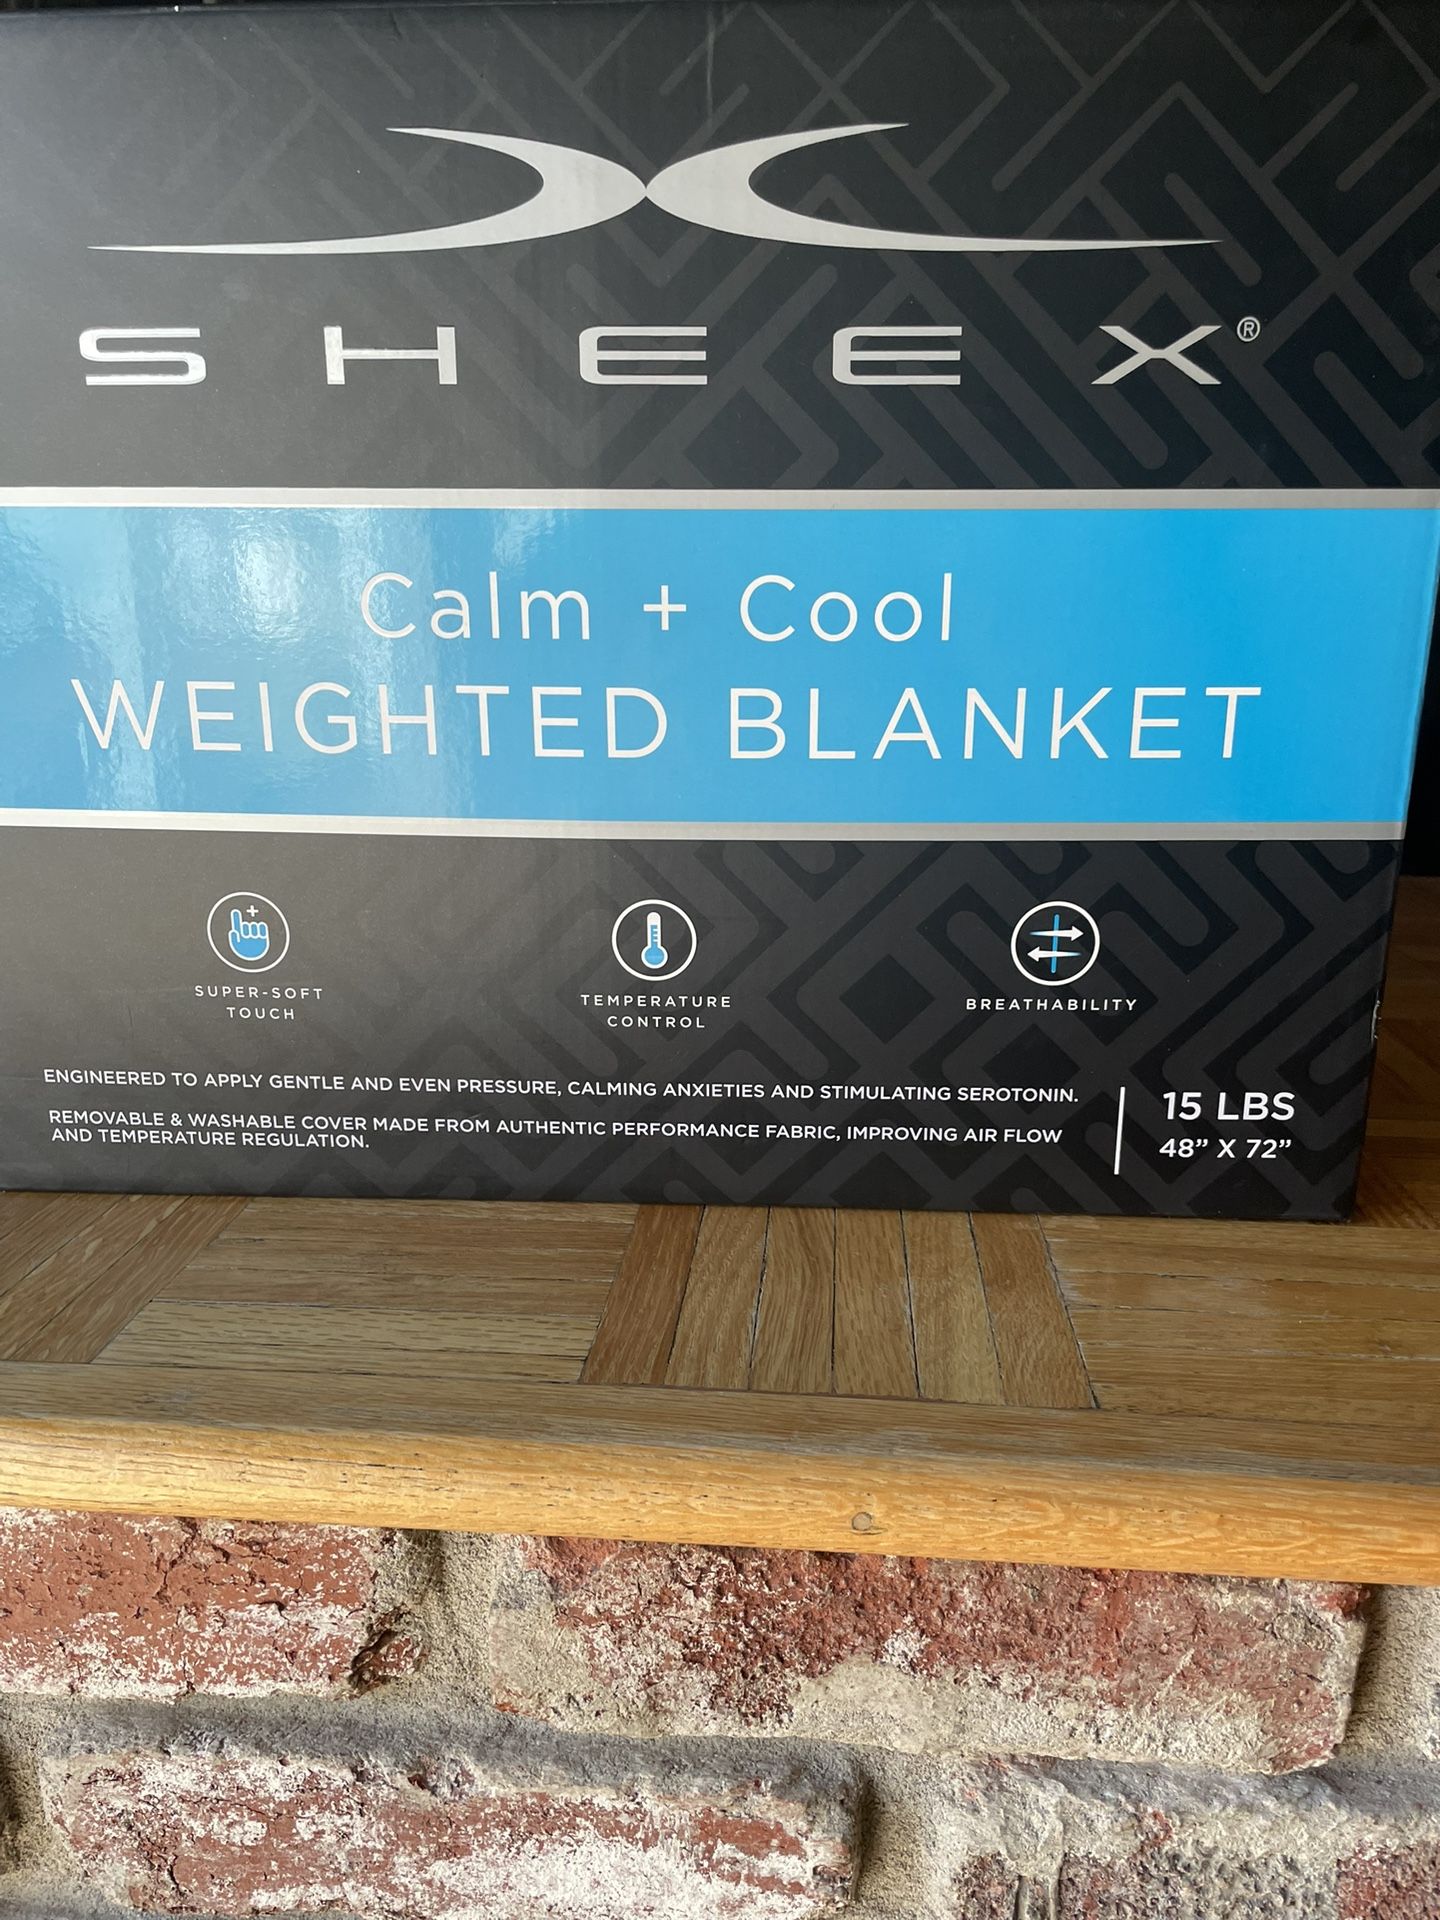 SHEEX®
Calm + Cool
WEIGHTED BLANKET
SUPER-SOFT
TOUCH
TEMPERATURE
CONTROL
BREATHABILITY
ENGINEERED TO APPLY GENTLE AND EVEN PRESSURE, CALMING ANXIETIES AND STIMULATING SEROTONIN.
REMOVABLE & WASHABLE COVER MADE FROM AUTHENTIC PERFORMANCE FABRIC, IMPROVING AIR FLOW
AND TEMPERATURE REGULATION.
15 LBS
48” X 72”